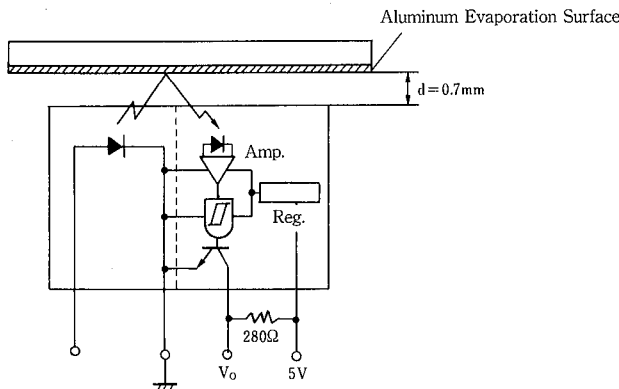 Aluminum Evaporation Surface
d=0.7mm
Amp.
Reg.
280Ω
Vo
5V